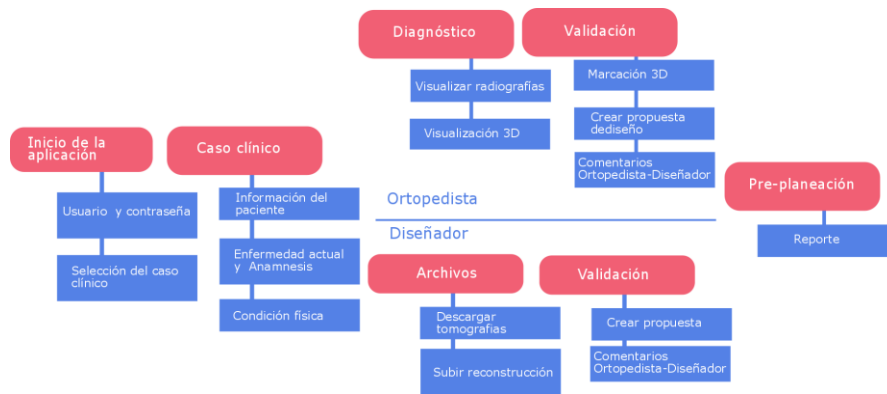 Inicio de la
aplicación
Usuario y contraseña
Selección del caso
clínico
Caso clínico
Información del
paciente
Enfermedad actual
y Anamnesis
Condición física
Ortopedista
Diagnóstico
Visualizar radiografías
Visualización 3D
Validación
Marcación 3D
Crear propuesta
dediseño
Comentarios
Ortopedista-Diseñador
Diseñador
Archivos
Descargar
tomografias
Subir reconstrucción
Validación
Crear propuesta
Comentarios
Ortopedista-Diseñador
Pre-planeación
Reporte